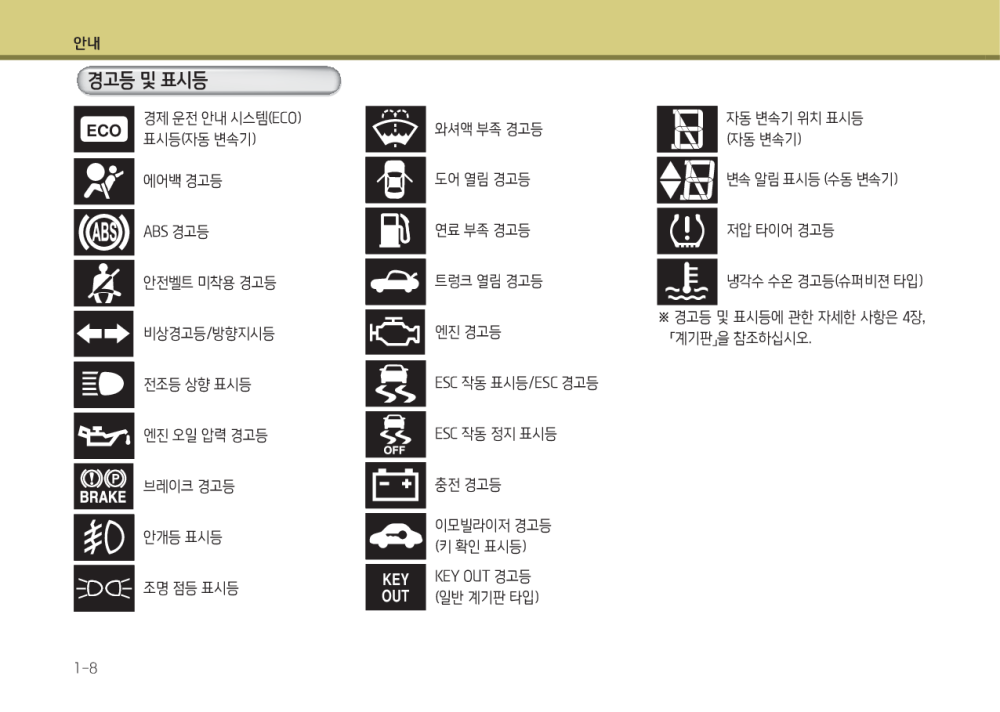 안내
경고등 및 표시등
ECO
경제 운전 안내 시스템(ECO)
표시등(자동 변속기)
에어백 경고등
ABS
ABS 경고등
안전벨트 미착용 경고등
비상경고등/방향지시등
전조등 상향 표시등
엔진 오일 압력 경고등
(!)(P)
BRAKE
브레이크 경고등
안개등 표시등
조명 점등 표시등
와셔액 부족 경고등
도어 열림 경고등
연료 부족 경고등
트렁크 열림 경고등
엔진 경고등
ESC 작동 표시등/ESC 경고등
OFF
ESC 작동 정지 표시등
충전 경고등
이모빌라이저 경고등
(키 확인 표시등)
KEY
OUT
KEY OUT 경고등
(일반 계기판 타입)
자동 변속기 위치 표시등
(자동 변속기)
변속 알림 표시등 (수동 변속기)
저압 타이어 경고등
냉각수 수온 경고등(슈퍼비젼 타입)
※ 경고등 및 표시등에 관한 자세한 사항은 4장,
「계기판」을 참조하십시오.
1-8